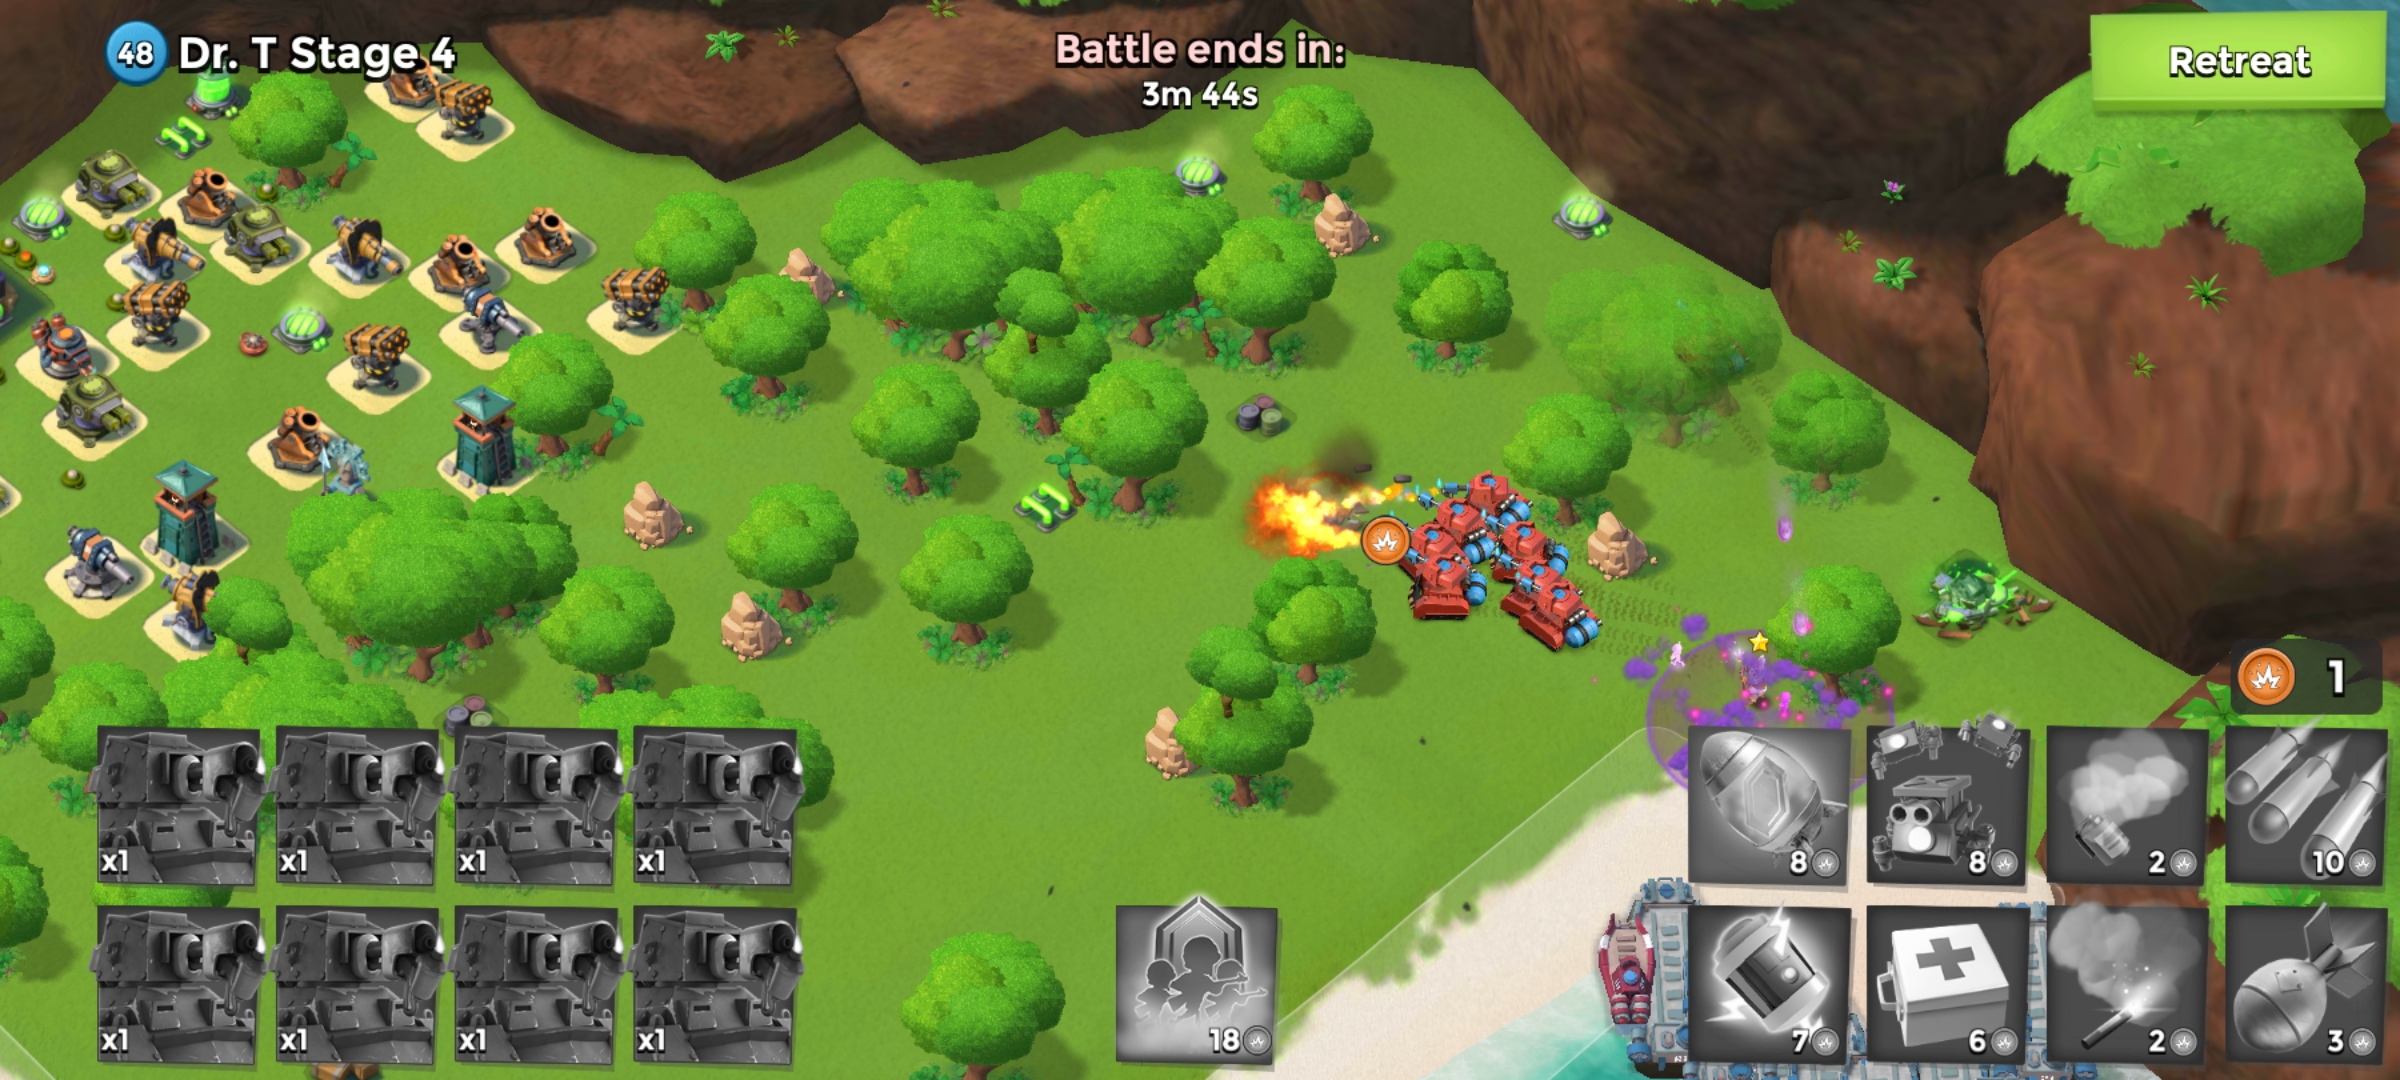 48 Dr. T Stage 4
Battle ends in:
3m 44s
Retreat
1
x1 x1 x1 x1
8 8 2 10
x1 x1 x1 x1
18
7 6 2 3